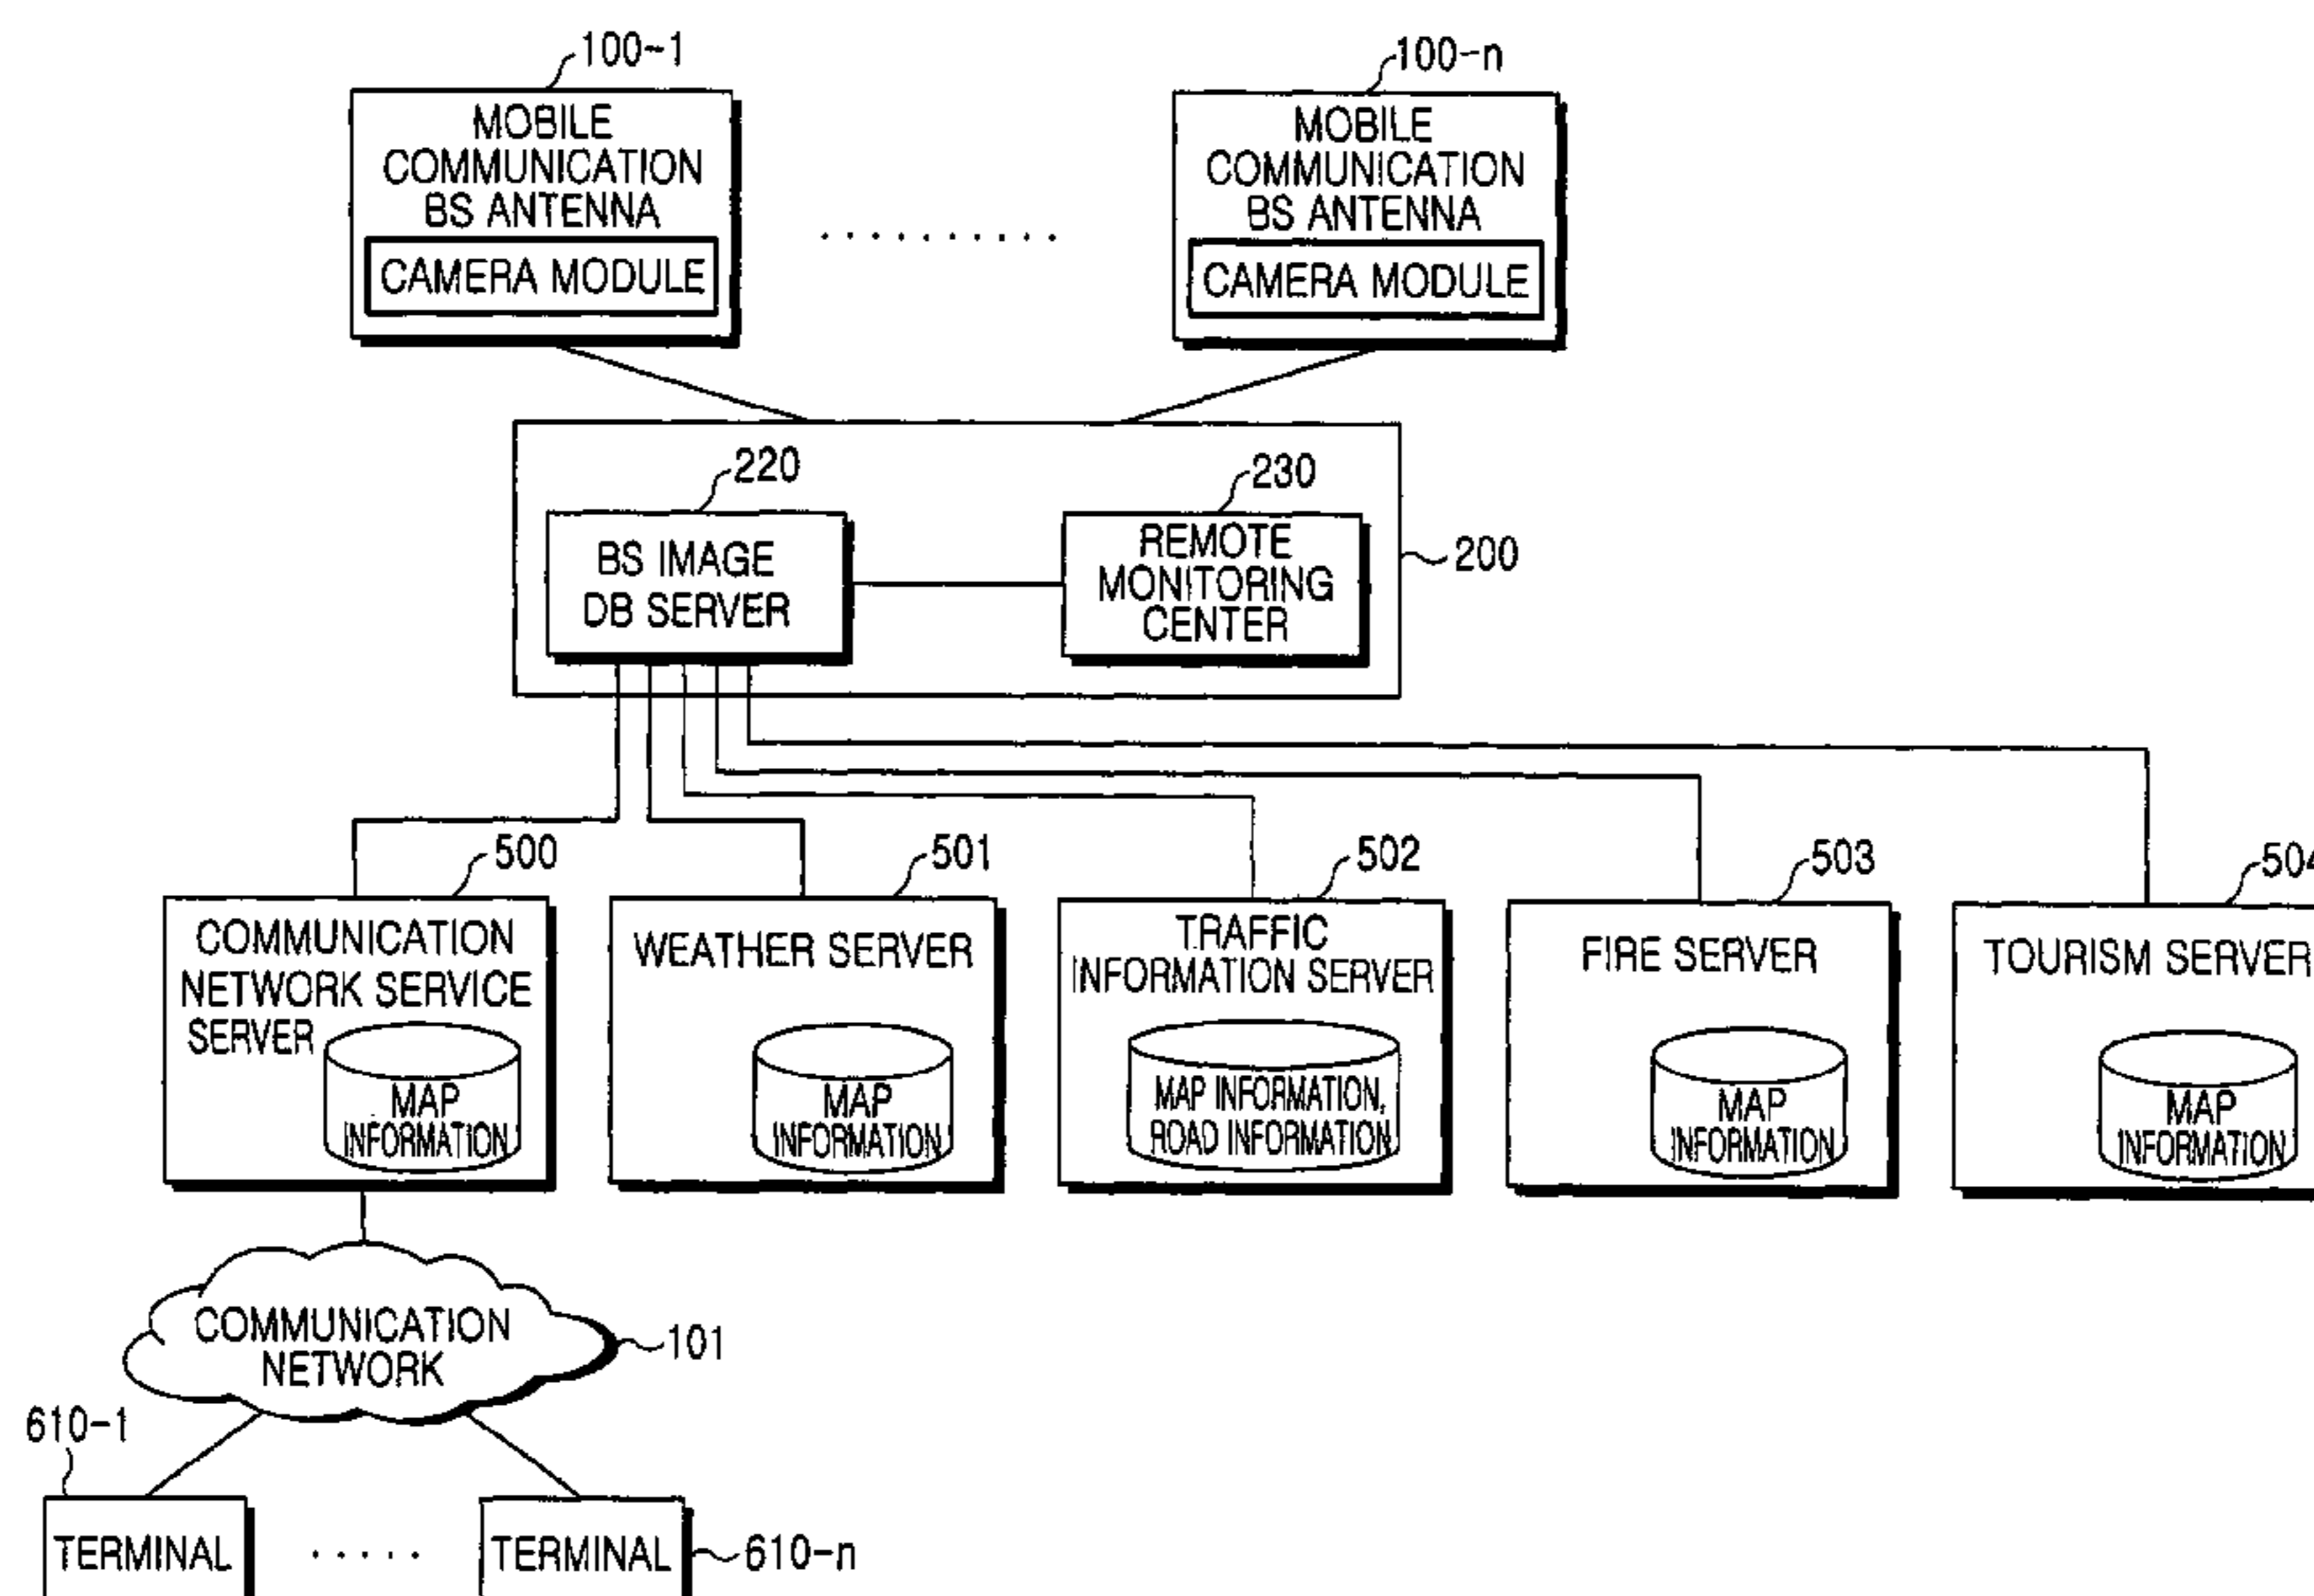 100~1
100-n
MOBILE
COMMUNICATION
BS ANTENNA
CAMERA MODULE
MOBILE
COMMUNICATION
BS ANTENNA
CAMERA MODULE
220
230
200
BS IMAGE
DB SERVER
REMOTE
MONITORING
CENTER
500
501
502
503
504
COMMUNICATION
NETWORK SERVICE
SERVER
MAP
INFORMATION
WEATHER SERVER
MAP
INFORMATION
TRAFFIC
INFORMATION SERVER
MAP INFORMATION,
ROAD INFORMATION
FIRE SERVER
MAP
INFORMATION
TOURISM SERVER
MAP
INFORMATION
COMMUNICATION
NETWORK
101
610-1
TERMINAL
TERMINAL
610-n